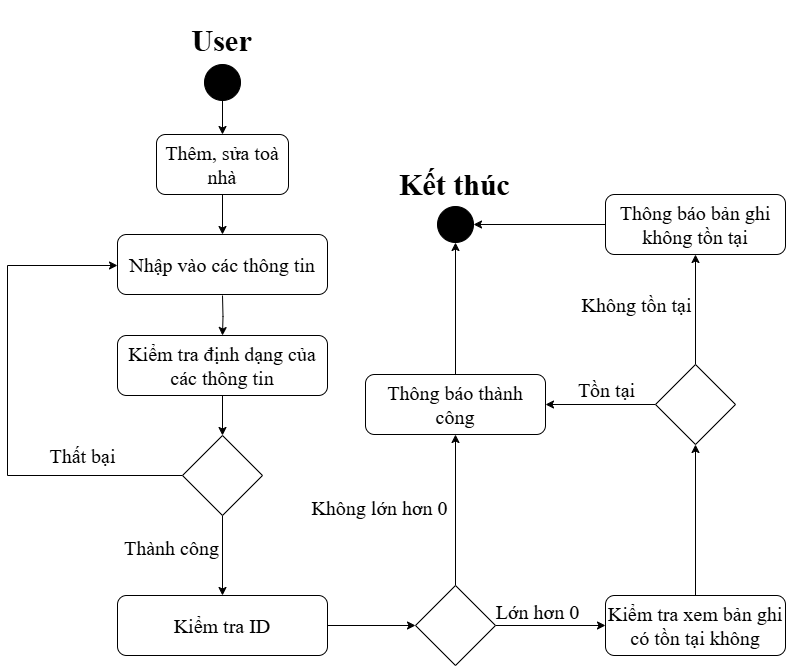 User
Thêm, sửa toà
nhà
Nhập vào các thông tin
Kiểm tra định dạng của
các thông tin
Thất bại
Thành công
Kiểm tra ID
Không lớn hơn 0
Lớn hơn 0
Kiểm tra xem bản ghi
có tồn tại không
Tồn tại
Không tồn tại
Thông báo thành
công
Thông báo bản ghi
không tồn tại
Kết thúc